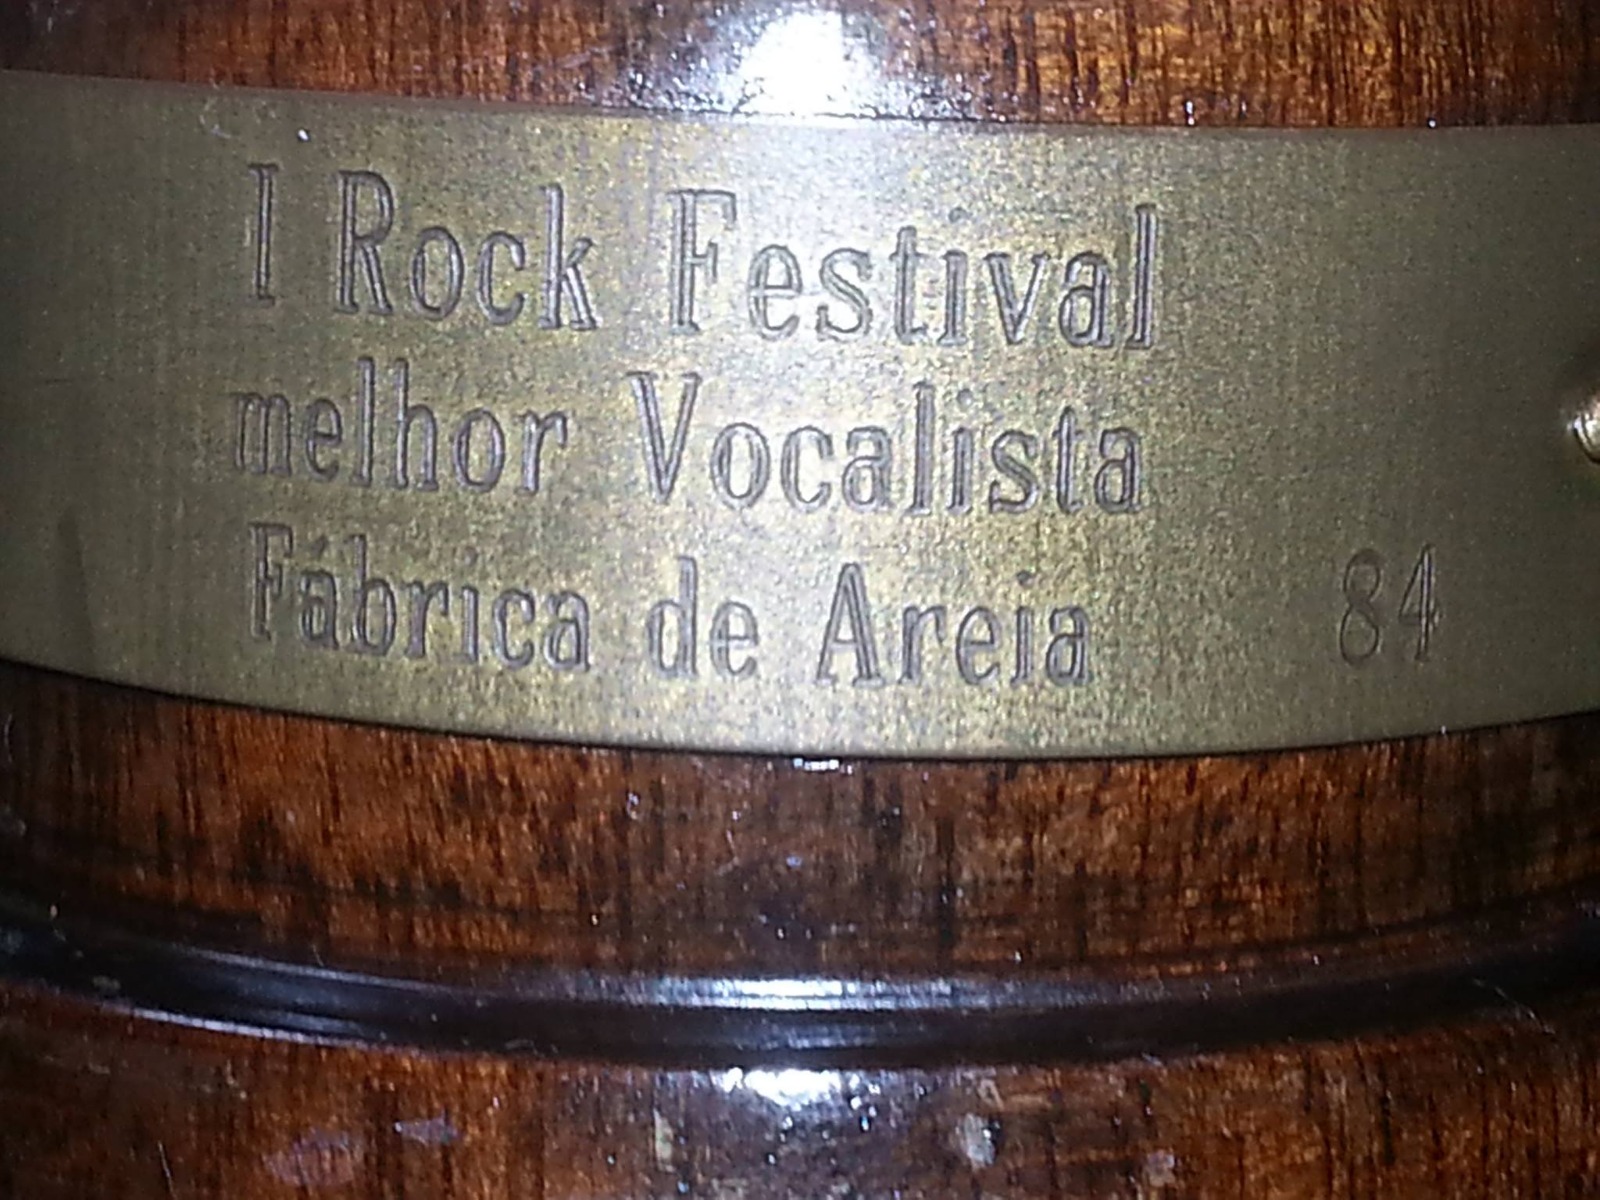 I Rock Festival
melhor Vocalista
Fábrica de Areia 84